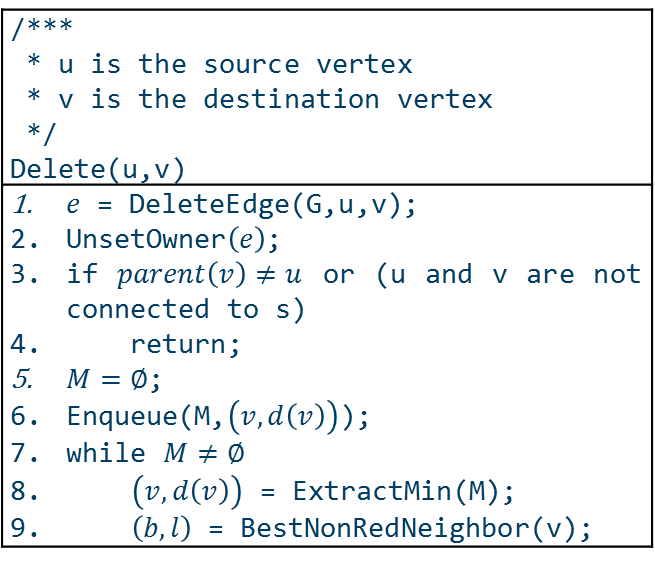 /***
 * u is the source vertex
 * v is the destination vertex
 */
Delete(u,v)
1. e = DeleteEdge(G,u,v);
2. UnsetOwner(e);
3. if parent(v) ≠ u or (u and v are not
connected to s)
4. return;
5. M = ∅;
6. Enqueue(M,(v,d(v)));
7. while M ≠ ∅
8. (v,d(v)) = ExtractMin(M);
9. (b,l) = BestNonRedNeighbor(v);